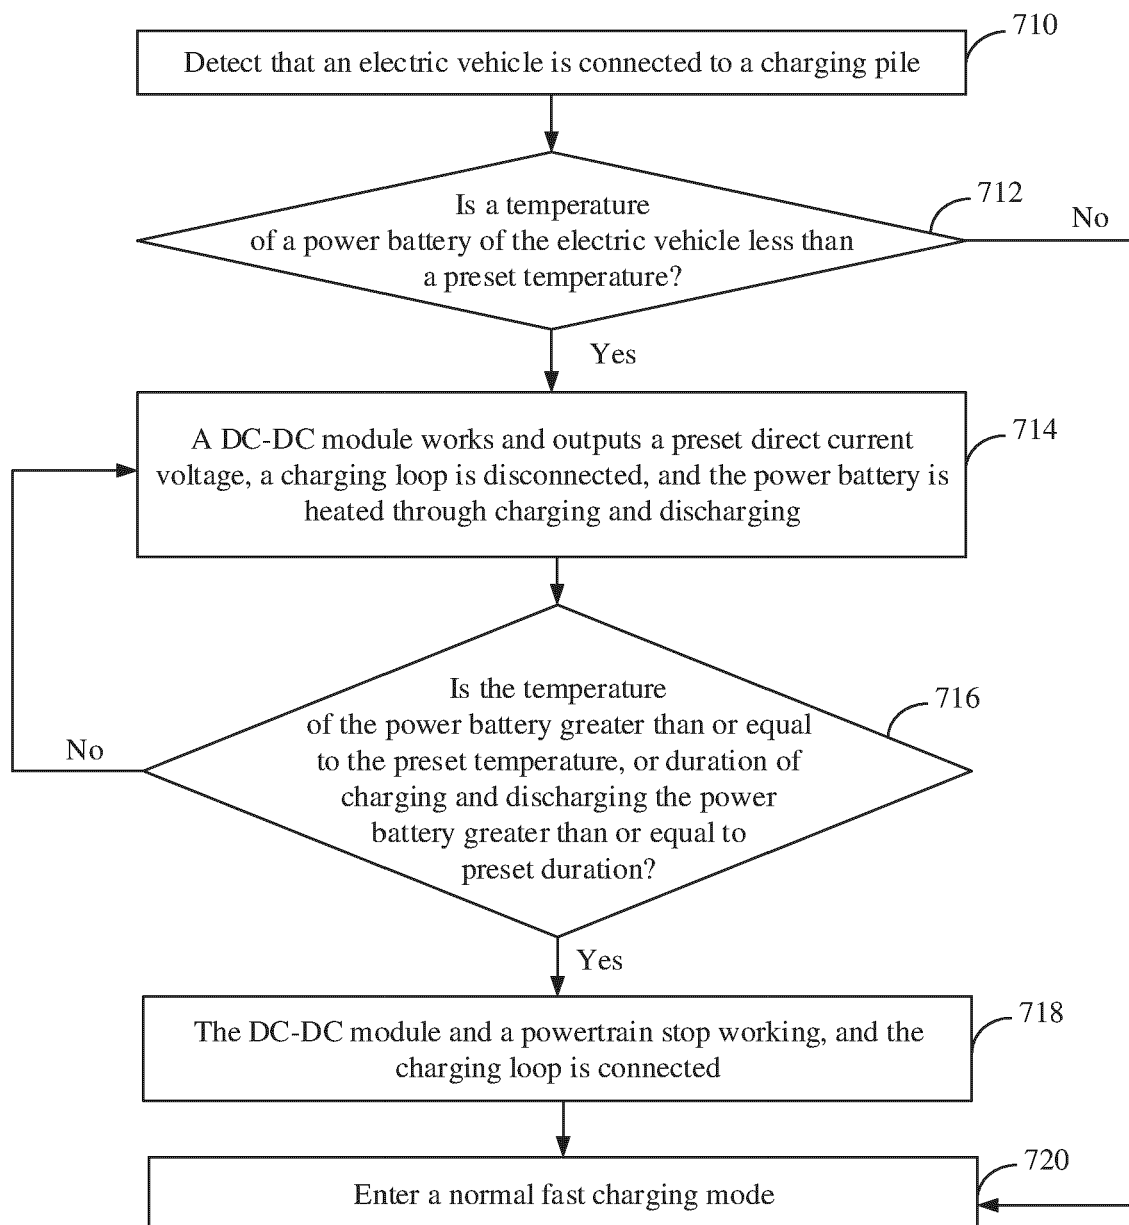 710
Detect that an electric vehicle is connected to a charging pile
712
No
Is a temperature
of a power battery of the electric vehicle less than
a preset temperature?
Yes
714
A DC-DC module works and outputs a preset direct current
voltage, a charging loop is disconnected, and the power battery is
heated through charging and discharging
716
Is the temperature
of the power battery greater than or equal
to the preset temperature, or duration of
charging and discharging the power
battery greater than or equal to
preset duration?
No
Yes
718
The DC-DC module and a powertrain stop working, and the
charging loop is connected
720
Enter a normal fast charging mode